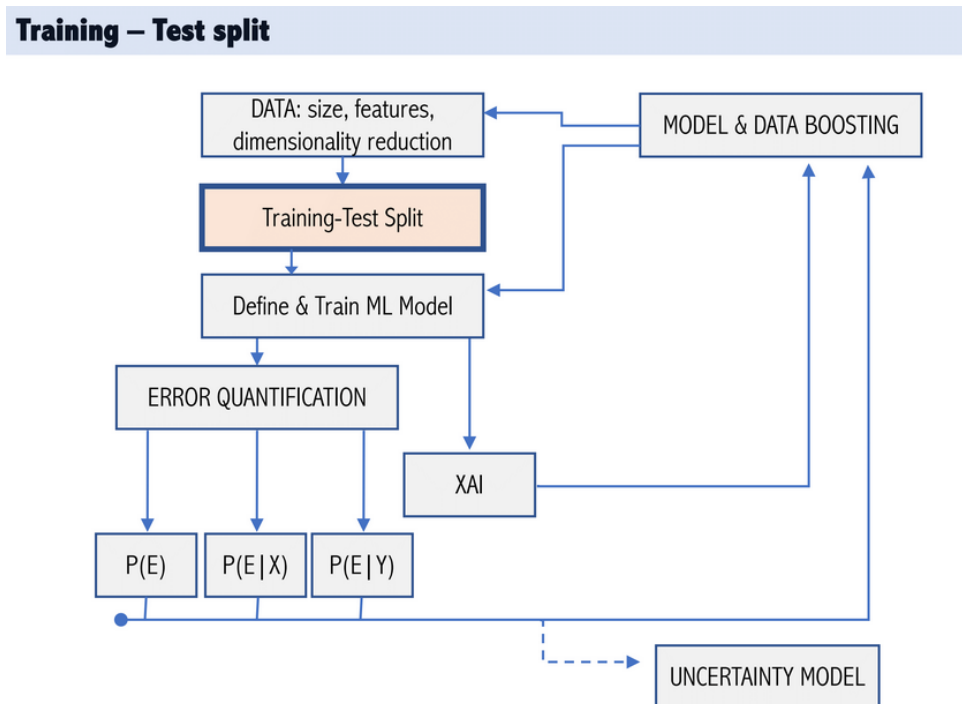 Training – Test split
DATA: size, features,
dimensionality reduction
MODEL & DATA BOOSTING
Training-Test Split
Define & Train ML Model
ERROR QUANTIFICATION
XAI
P(E)
P(E|X)
P(E|Y)
UNCERTAINTY MODEL